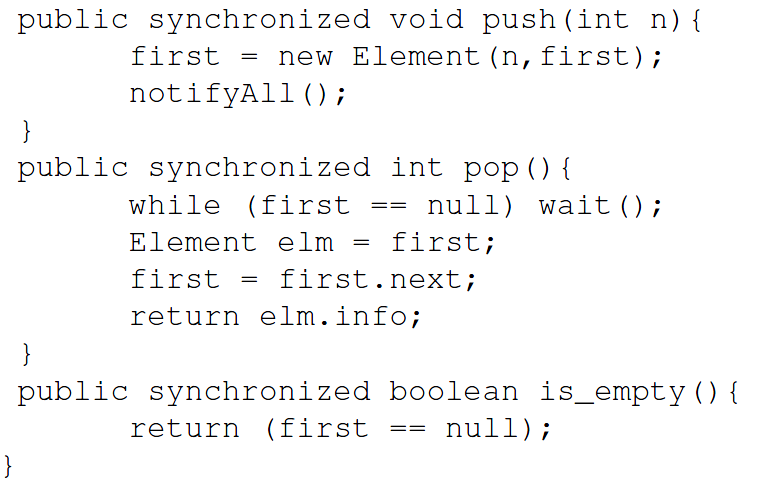 public synchronized void push(int n){
first = new Element(n,first);
notifyAll();
}
public synchronized int pop(){
while (first == null) wait();
Element elm = first;
first = first.next;
return elm.info;
}
public synchronized boolean is_empty(){
return (first == null);
}